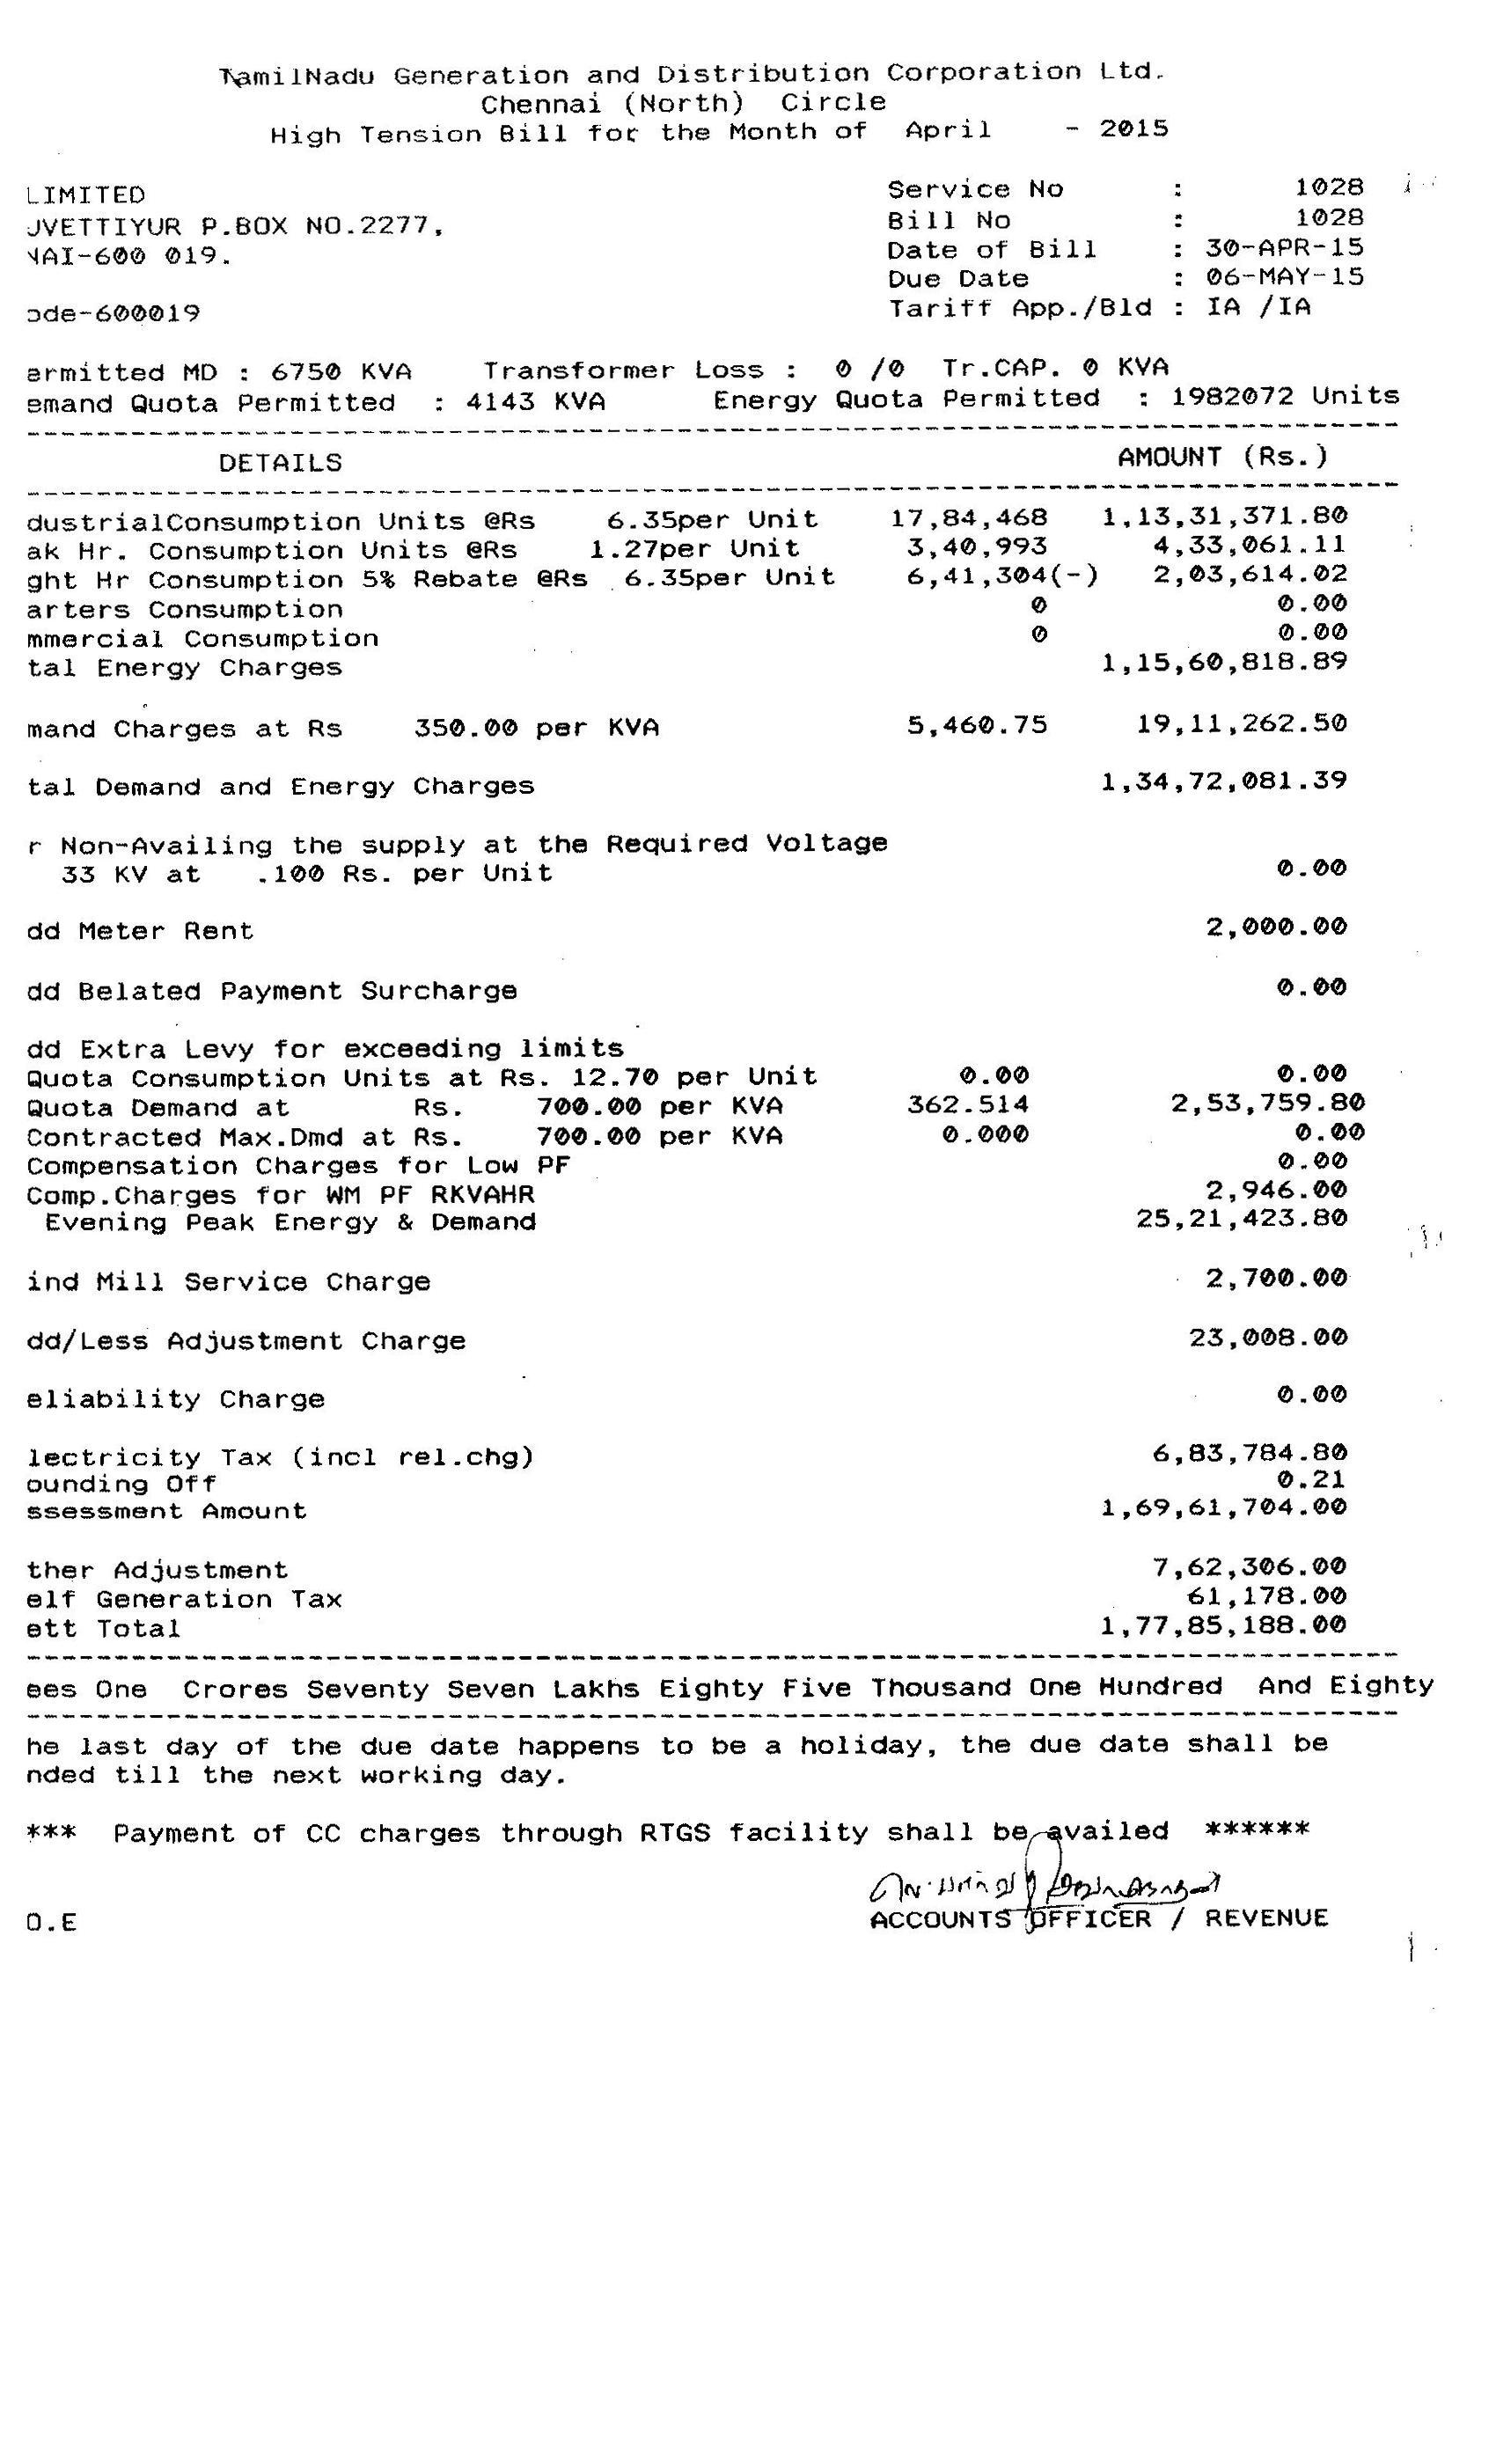 TamilNadu Generation and Distribution Corporation Ltd.
Chennai (North) Circle
High Tension Bill for the Month of April - 2015
LIMITED
Service No : 1028
UVETTIYUR P.BOX NO.2277,
Bill No : 1028
NAI-600 019.
Date of Bill : 30-APR-15
Due Date : 06-MAY-15
ode-600019
Tariff App./Bld : IA /IA
ermitted MD : 6750 KVA Transformer Loss : 0 /0 Tr.CAP. 0 KVA
emand Quota Permitted : 4143 KVA Energy Quota Permitted : 1982072 Units
DETAILS AMOUNT (Rs.)
dustrialConsumption Units @Rs 6.35per Unit 17,84,468 1,13,31,371.80
ak Hr. Consumption Units @Rs 1.27per Unit 3,40,993 4,33,061.11
ght Hr Consumption 5% Rebate @Rs 6.35per Unit 6,41,304(-) 2,03,614.02
arters Consumption 0 0.00
mmercial Consumption 0 0.00
tal Energy Charges 1,15,60,818.89
mand Charges at Rs 350.00 per KVA 5,460.75 19,11,262.50
tal Demand and Energy Charges 1,34,72,081.39
r Non-Availing the supply at the Required Voltage
33 KV at .100 Rs. per Unit 0.00
dd Meter Rent 2,000.00
dd Belated Payment Surcharge 0.00
dd Extra Levy for exceeding limits
Quota Consumption Units at Rs. 12.70 per Unit 0.00 0.00
Quota Demand at Rs. 700.00 per KVA 362.514 2,53,759.80
Contracted Max.Dmd at Rs. 700.00 per KVA 0.000 0.00
Compensation Charges for Low PF 0.00
Comp.Charges for WM PF RKVAHR 2,946.00
Evening Peak Energy & Demand 25,21,423.80
ind Mill Service Charge 2,700.00
dd/Less Adjustment Charge 23,008.00
eliability Charge 0.00
lectricity Tax (incl rel.chg) 6,83,784.80
ounding Off 0.21
ssessment Amount 1,69,61,704.00
ther Adjustment 7,62,306.00
elf Generation Tax 61,178.00
ett Total 1,77,85,188.00
ees One Crores Seventy Seven Lakhs Eighty Five Thousand One Hundred And Eighty
he last day of the due date happens to be a holiday, the due date shall be
nded till the next working day.
*** Payment of CC charges through RTGS facility shall be availed ******
O.E ACCOUNTS OFFICER / REVENUE